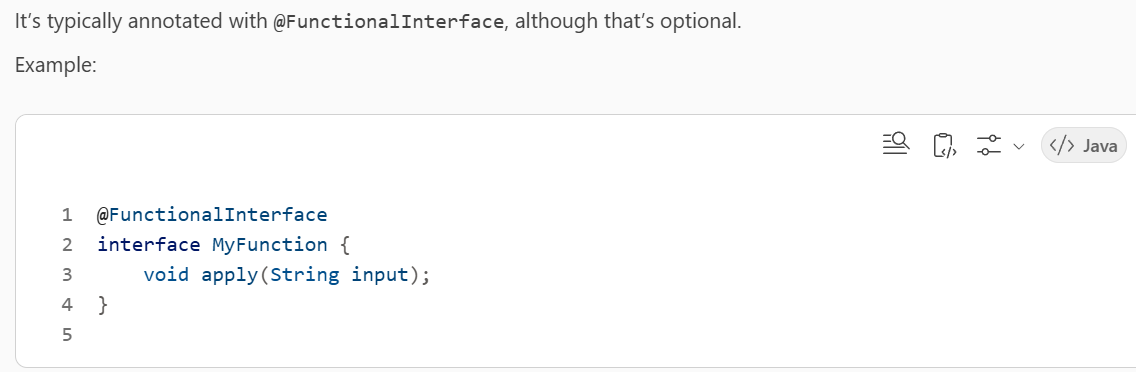 It’s typically annotated with @FunctionalInterface, although that’s optional.
Example:
</> Java
1 @FunctionalInterface
2 interface MyFunction {
3     void apply(String input);
4 }
5